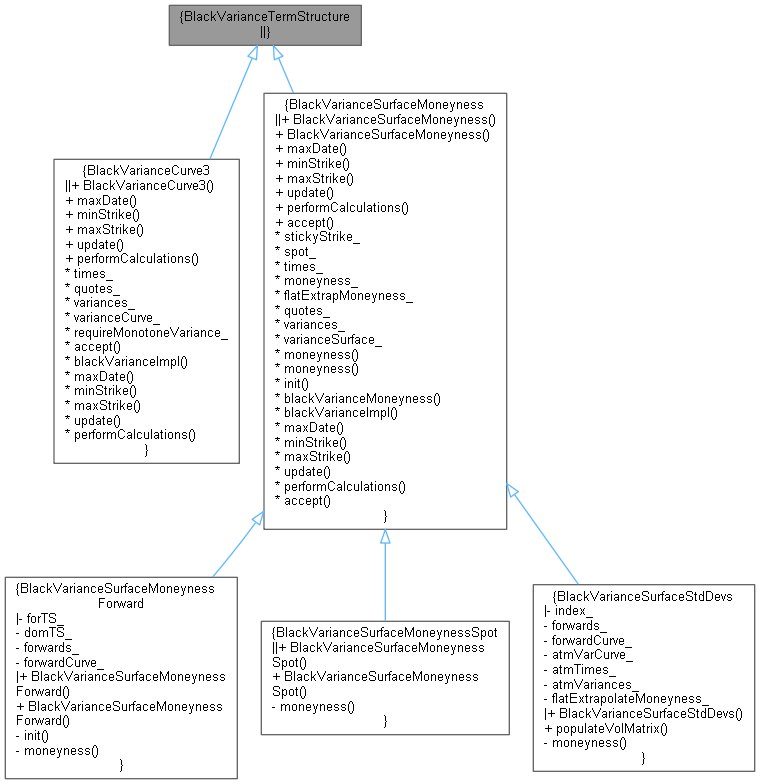 {BlackVarianceTermStructure
||}
{BlackVarianceSurfaceMoneyness
||+ BlackVarianceSurfaceMoneyness()
+ BlackVarianceSurfaceMoneyness()
+ maxDate()
+ minStrike()
+ maxStrike()
+ update()
+ performCalculations()
+ accept()
* stickyStrike_
* spot_
* times_
* moneyness_
* flatExtrapMoneyness_
* quotes_
* variances_
* varianceSurface_
* moneyness()
* moneyness()
* init()
* blackVarianceMoneyness()
* blackVarianceImpl()
* maxDate()
* minStrike()
* maxStrike()
* update()
* performCalculations()
* accept()
}
{BlackVarianceCurve3
||+ BlackVarianceCurve3()
+ maxDate()
+ minStrike()
+ maxStrike()
+ update()
+ performCalculations()
* times_
* quotes_
* variances_
* varianceCurve_
* requireMonotoneVariance_
* accept()
* blackVarianceImpl()
* maxDate()
* minStrike()
* maxStrike()
* update()
* performCalculations()
}
{BlackVarianceSurfaceMoneyness
Forward
|- forTS_
- domTS_
- forwards_
- forwardCurve_
|+ BlackVarianceSurfaceMoneyness
Forward()
+ BlackVarianceSurfaceMoneyness
Forward()
- init()
- moneyness()
}
{BlackVarianceSurfaceMoneynessSpot
||+ BlackVarianceSurfaceMoneyness
Spot()
+ BlackVarianceSurfaceMoneyness
Spot()
- moneyness()
}
{BlackVarianceSurfaceStdDevs
|- index_
- forwards_
- forwardCurve_
- atmVarCurve_
- atmTimes_
- atmVariances_
- flatExtrapolateMoneyness_
|+ BlackVarianceSurfaceStdDevs()
+ populateVolMatrix()
- moneyness()
}